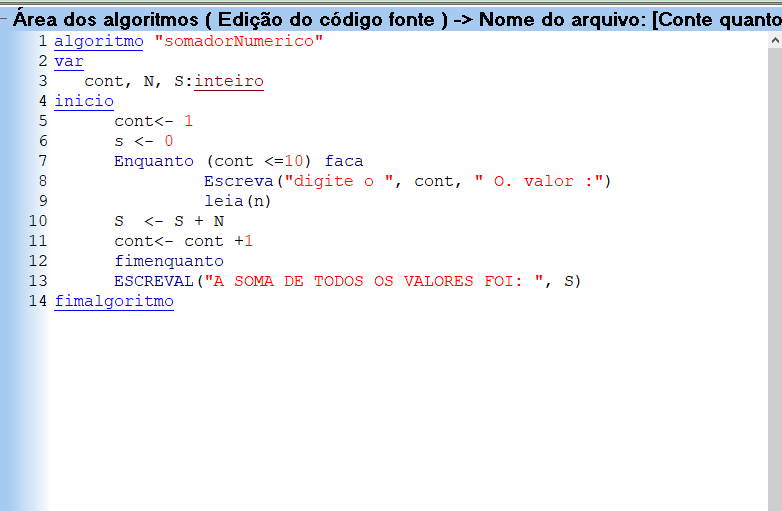 Área dos algoritmos ( Edição do código fonte ) -> Nome do arquivo: [Conte quanto
1 algoritmo "somadorNumerico"
2 var
3    cont, N, S:inteiro
4 inicio
5       cont<- 1
6       s <- 0
7       Enquanto (cont <=10) faca
8                Escreva("digite o ", cont, " O. valor :")
9                leia(n)
10       S  <- S + N
11       cont<- cont +1
12       fimenquanto
13       ESCREVAL("A SOMA DE TODOS OS VALORES FOI: ", S)
14 fimalgoritmo